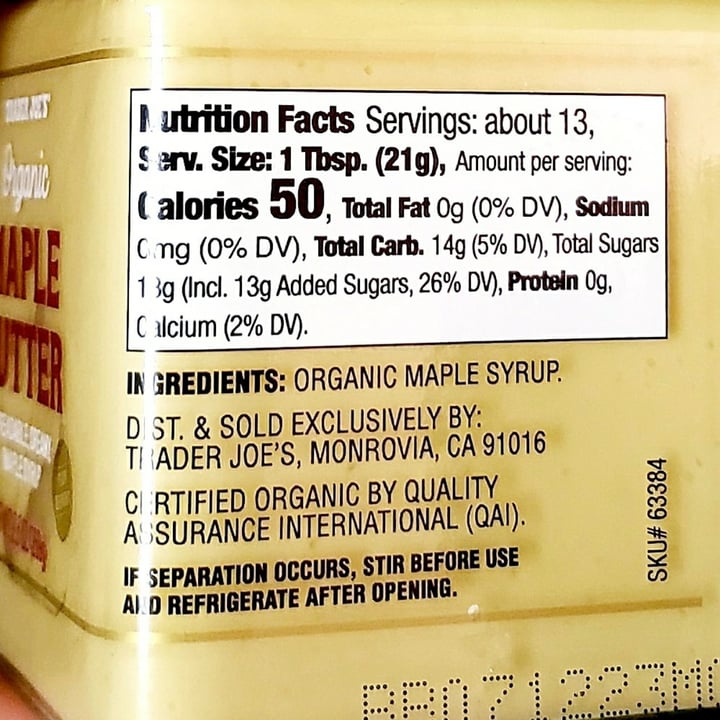 TRADER JOE'S
Organic
MAPLE
BUTTER
Nutrition Facts Servings: about 13,
Serv. Size: 1 Tbsp. (21g), Amount per serving:
Calories 50, Total Fat 0g (0% DV), Sodium
0mg (0% DV), Total Carb. 14g (5% DV), Total Sugars
13g (Incl. 13g Added Sugars, 26% DV), Protein 0g,
Calcium (2% DV).
INGREDIENTS: ORGANIC MAPLE SYRUP.
DIST. & SOLD EXCLUSIVELY BY:
TRADER JOE'S, MONROVIA, CA 91016
CERTIFIED ORGANIC BY QUALITY
ASSURANCE INTERNATIONAL (QAI).
IF SEPARATION OCCURS, STIR BEFORE USE
AND REFRIGERATE AFTER OPENING.
SKU# 63384
BB071223M